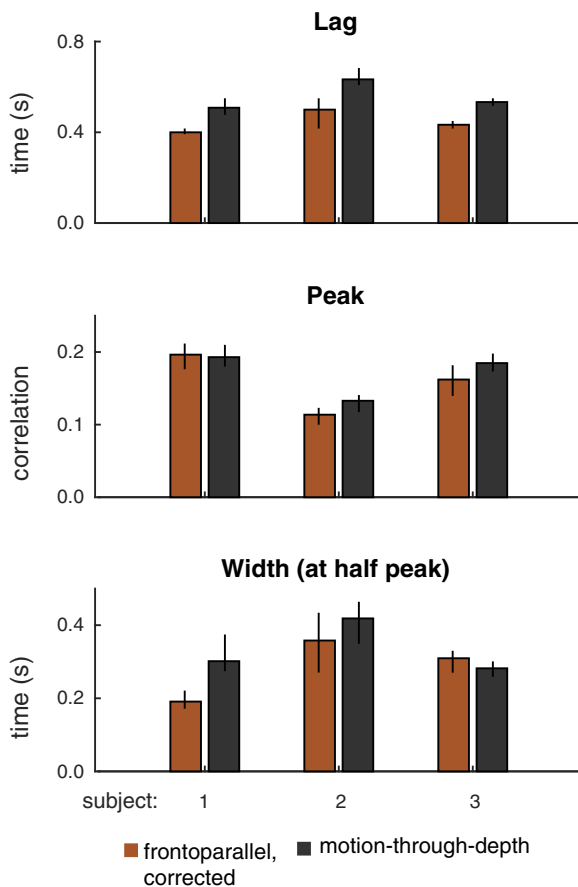 Lag
0.8
0.4
0.0
time (s)
Peak
0.2
0.1
0.0
correlation
Width (at half peak)
0.4
0.2
0.0
time (s)
subject: 1 2 3
frontoparallel,
corrected
motion-through-depth